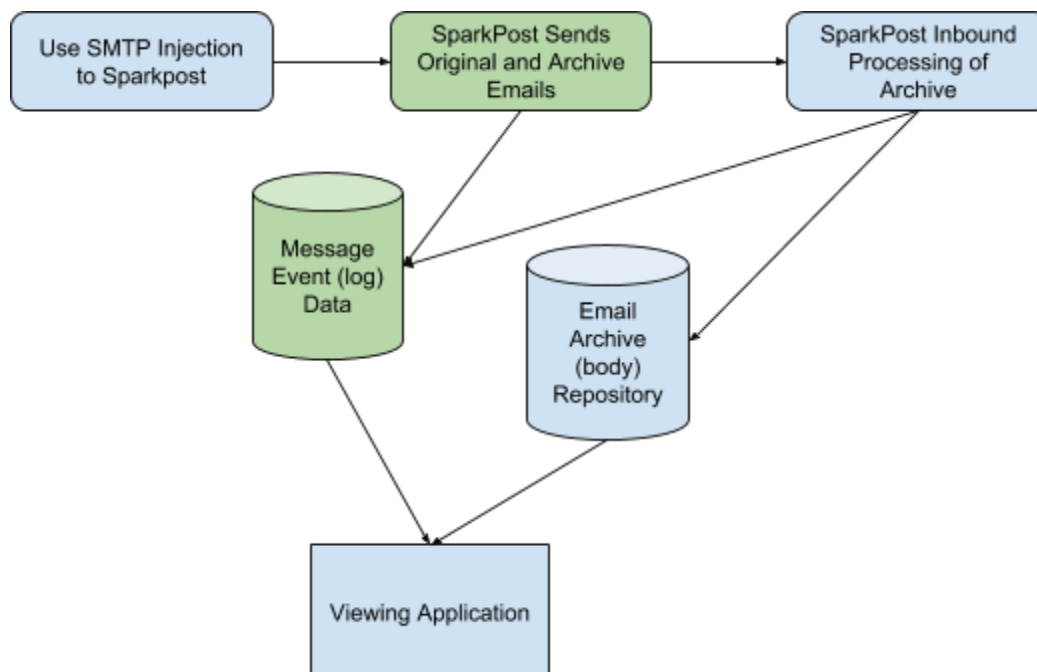 Use SMTP Injection
to Sparkpost
SparkPost Sends
Original and Archive
Emails
SparkPost Inbound
Processing of
Archive
Message
Event (log)
Data
Email
Archive
(body)
Repository
Viewing Application